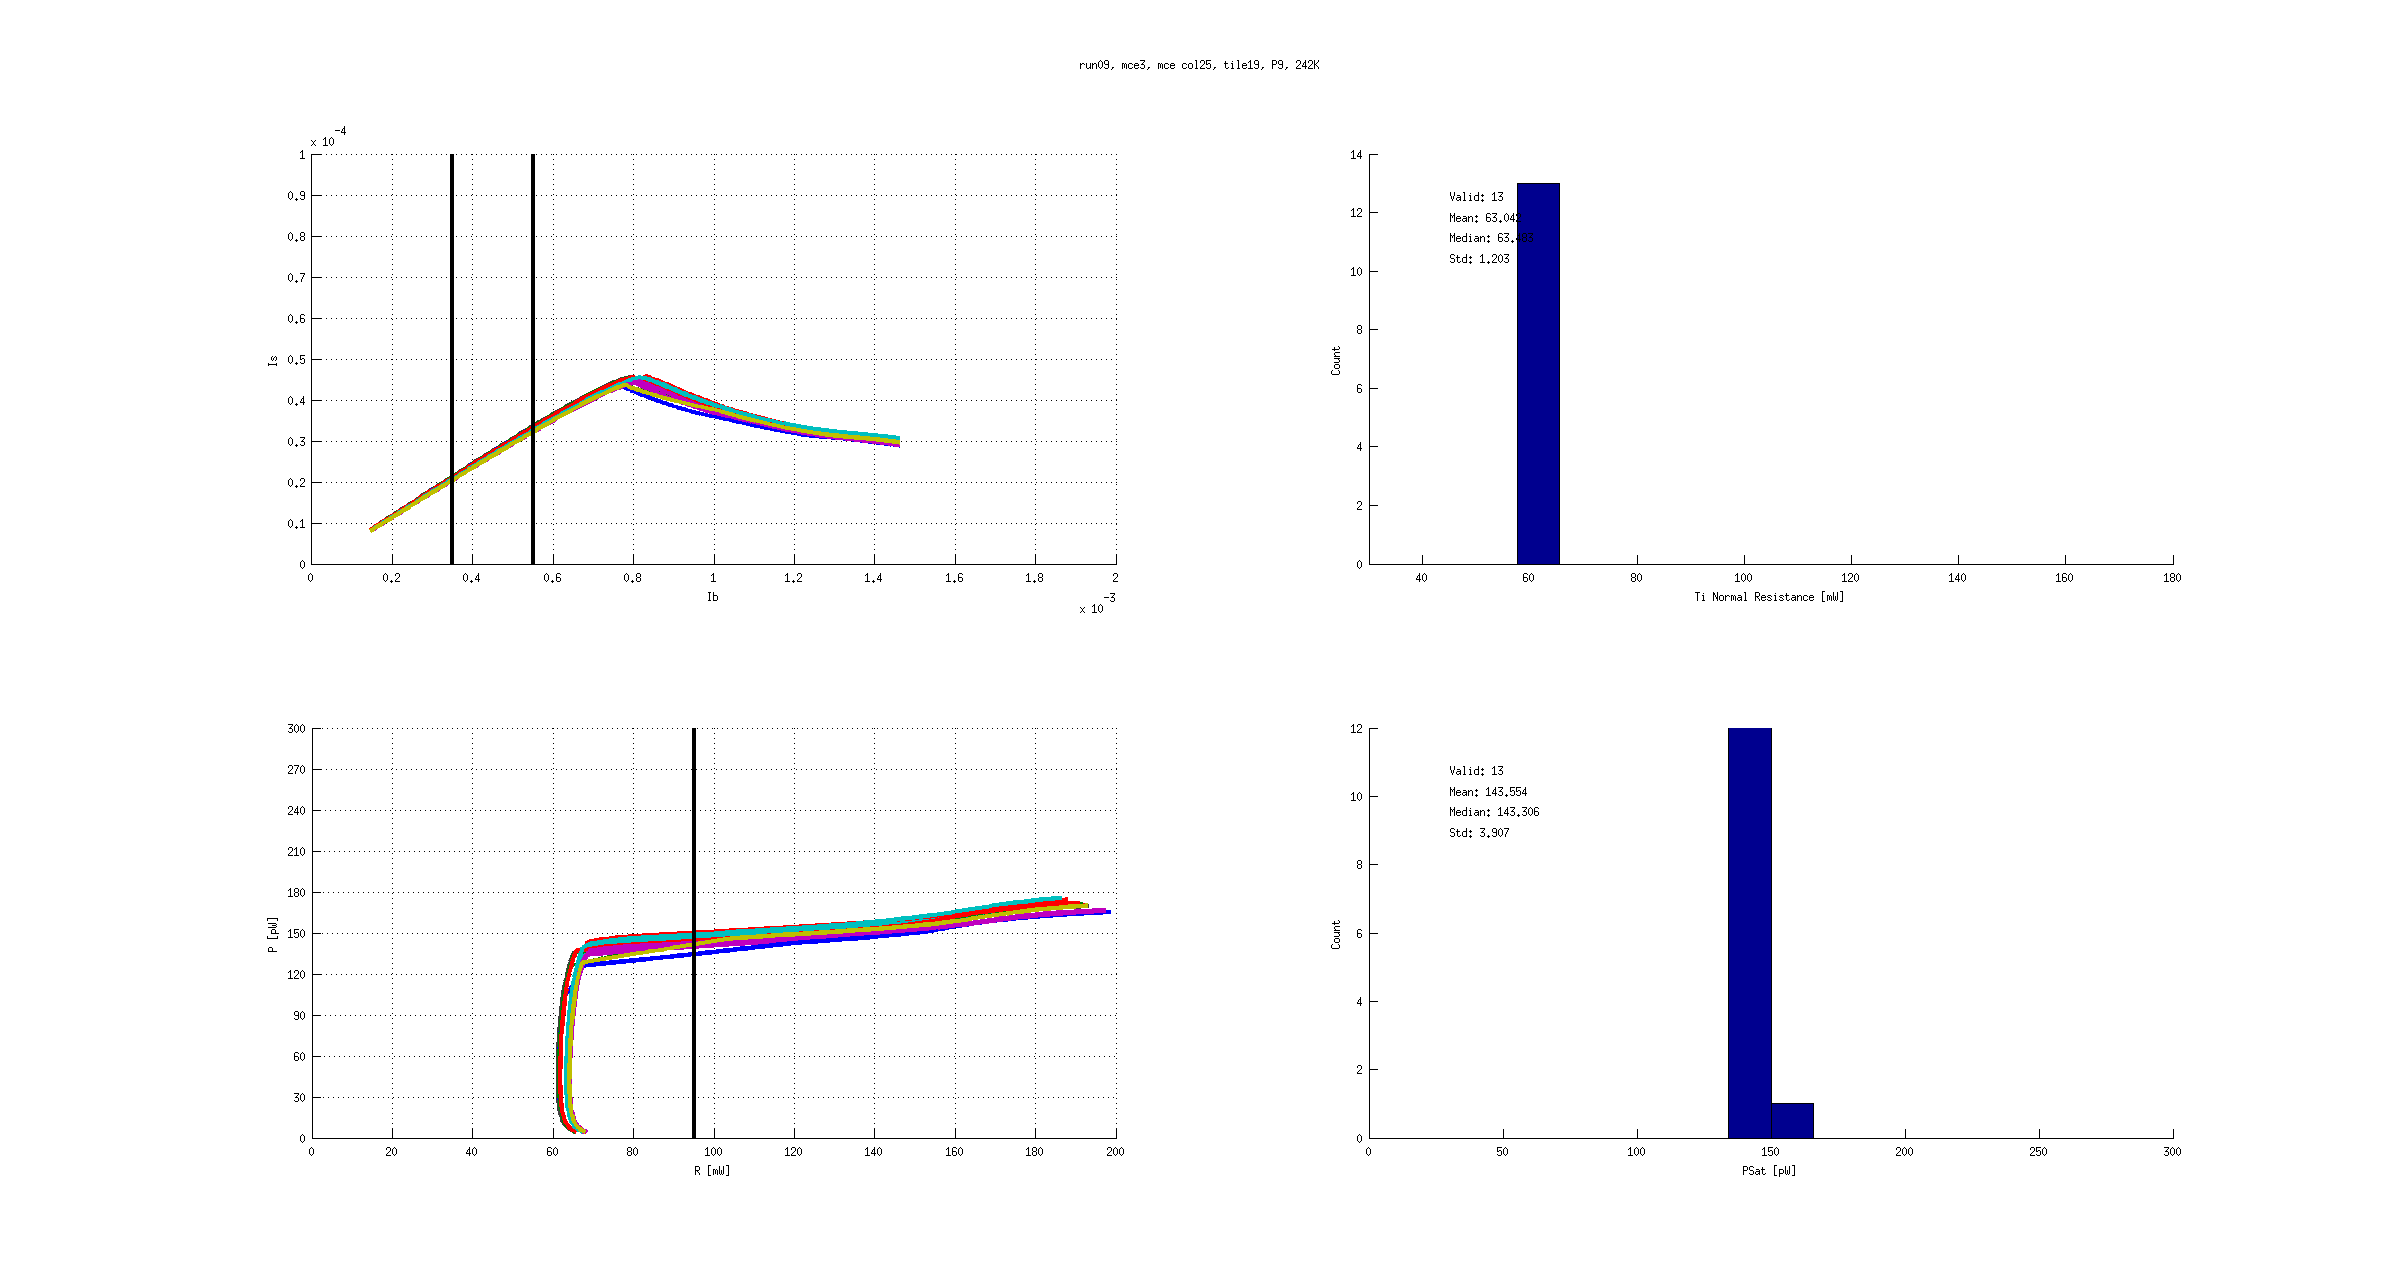 run09, mce3, mce col25, tile19, P9, 242K
x 10
-4
1
0.9
0.8
0.7
0.6
0.5
0.4
0.3
0.2
0.1
0
Is
0 0.2 0.4 0.6 0.8 1 1.2 1.4 1.6 1.8 2
Ib
x 10
-3
14
12
10
8
6
4
2
0
Count
Valid: 13
Mean:
Median:
Std: 1.203
40 60 80 100 120 140 160 180
Ti Normal Resistance [mW]
300
270
240
210
180
150
120
90
60
30
0
P [pW]
0 20 40 60 80 100 120 140 160 180 200
R [mW]
12
10
8
6
4
2
0
Count
Valid: 13
Mean: 143.554
Median: 143.306
Std: 3.907
0 50 100 150 200 250 300
PSat [pW]